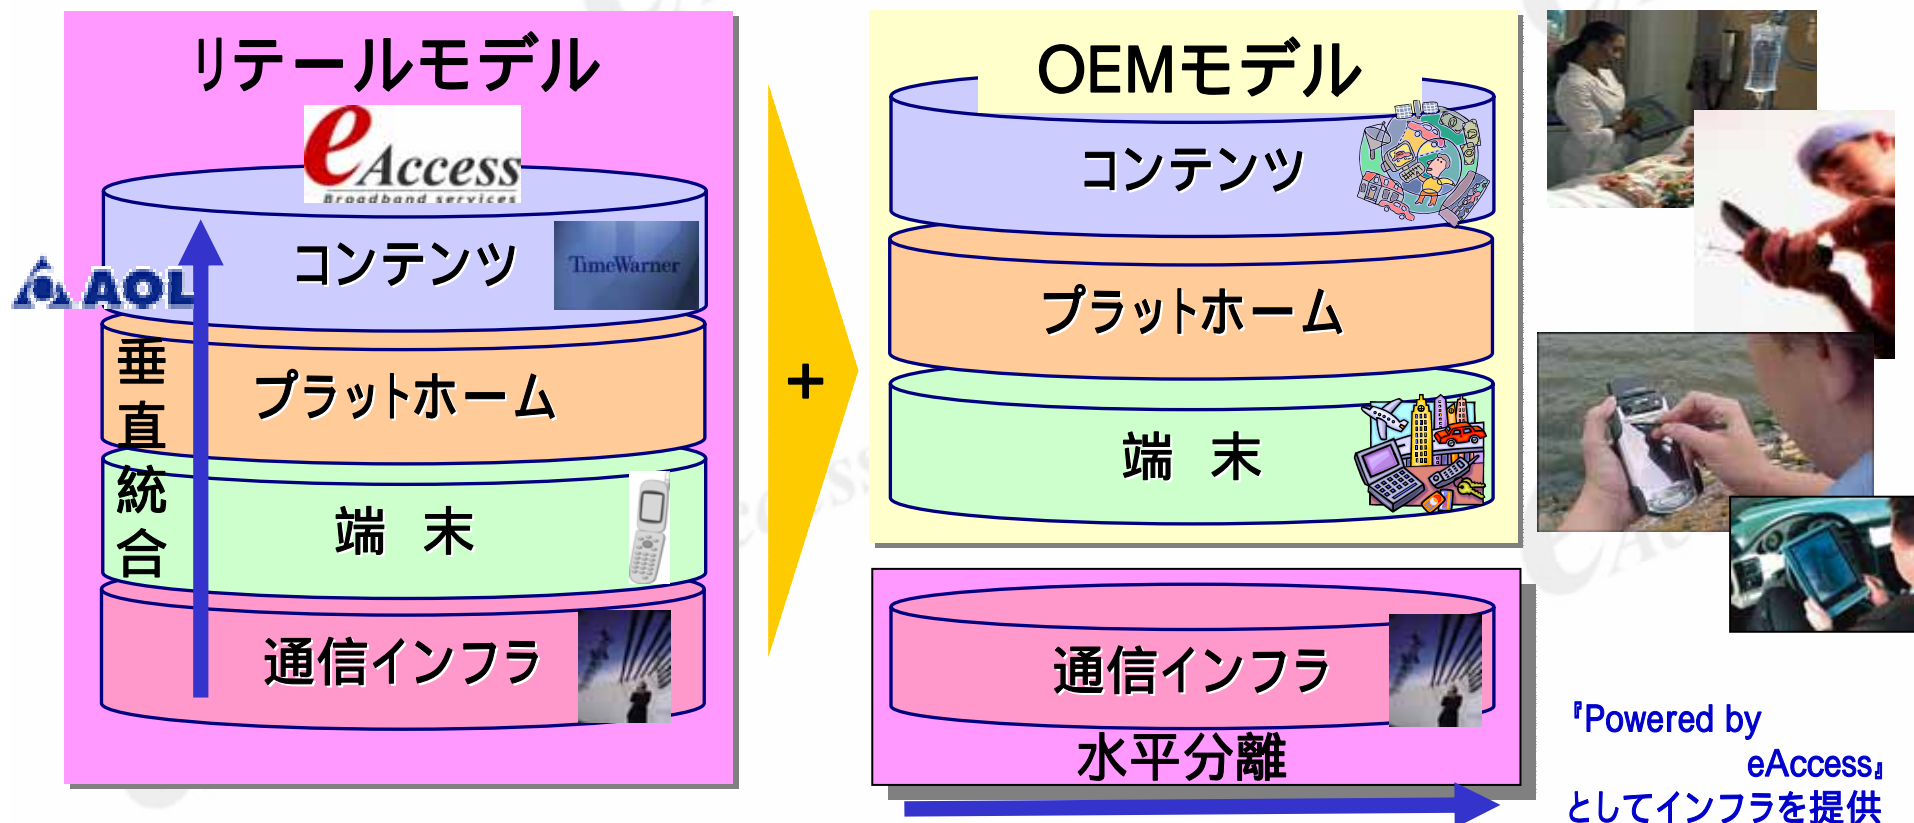 リテールモデル
eAccess
Broadband services
コンテンツ
TimeWarner
AOL
プラットホーム
端 末
通信インフラ
垂直統合
+
OEMモデル
コンテンツ
プラットホーム
端 末
通信インフラ
水平分離
『Powered by
eAccess』
としてインフラを提供